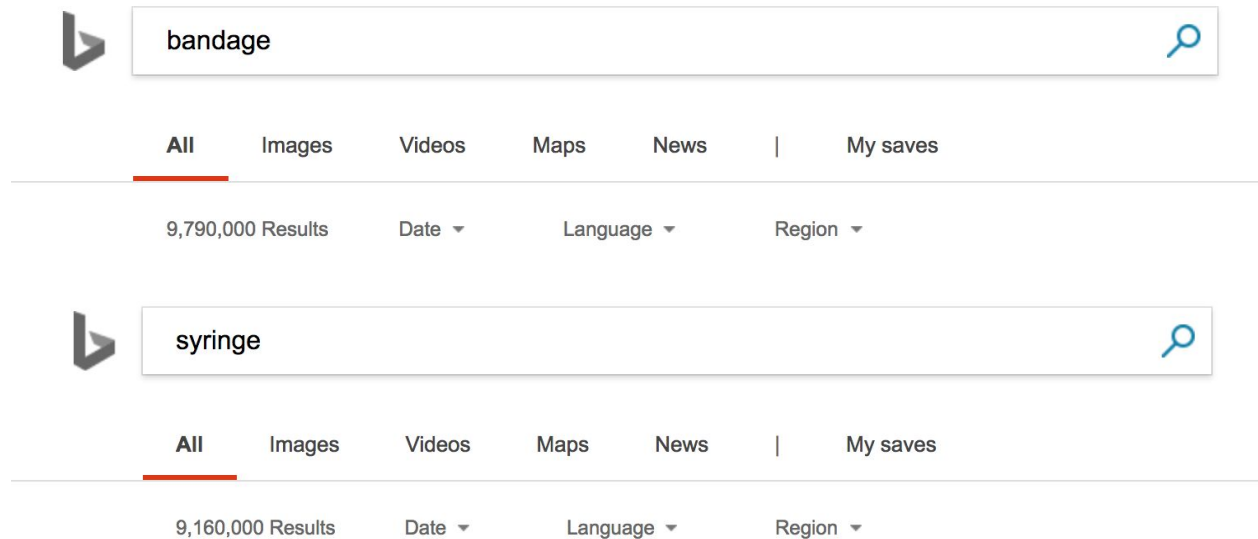 bandage
All Images Videos Maps News | My saves
9,790,000 Results Date Language Region
syringe
All Images Videos Maps News | My saves
9,160,000 Results Date Language Region